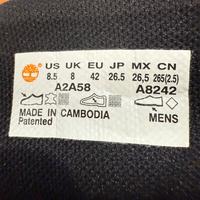 US UK EU JP MX CN
8.5 8 42 26.5 26,5 265(2.5)
A2A58 A8242
MADE IN CAMBODIA
Patented MENS